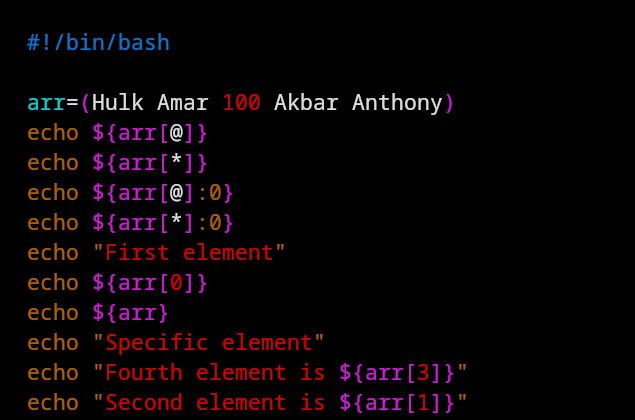 #!/bin/bash
arr=(Hulk Amar 100 Akbar Anthony)
echo ${arr[@]}
echo ${arr[*]}
echo ${arr[@]:0}
echo ${arr[*]:0}
echo "First element"
echo ${arr[0]}
echo ${arr}
echo "Specific element"
echo "Fourth element is ${arr[3]}"
echo "Second element is ${arr[1]}"